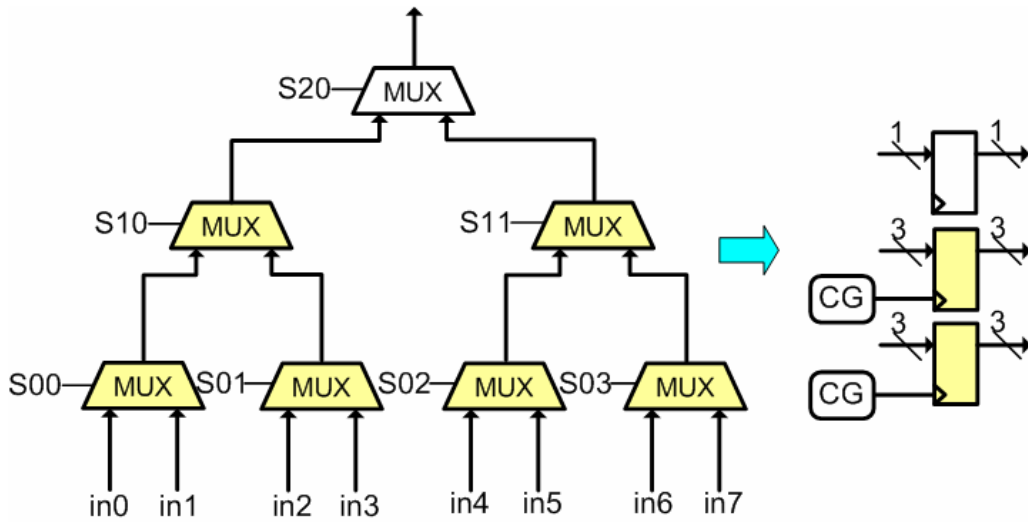 S20 MUX
1 1
S10 MUX S11 MUX
3 3
CG
3 3
S00 MUX S01 MUX S02 MUX S03 MUX
CG
in0 in1 in2 in3 in4 in5 in6 in7